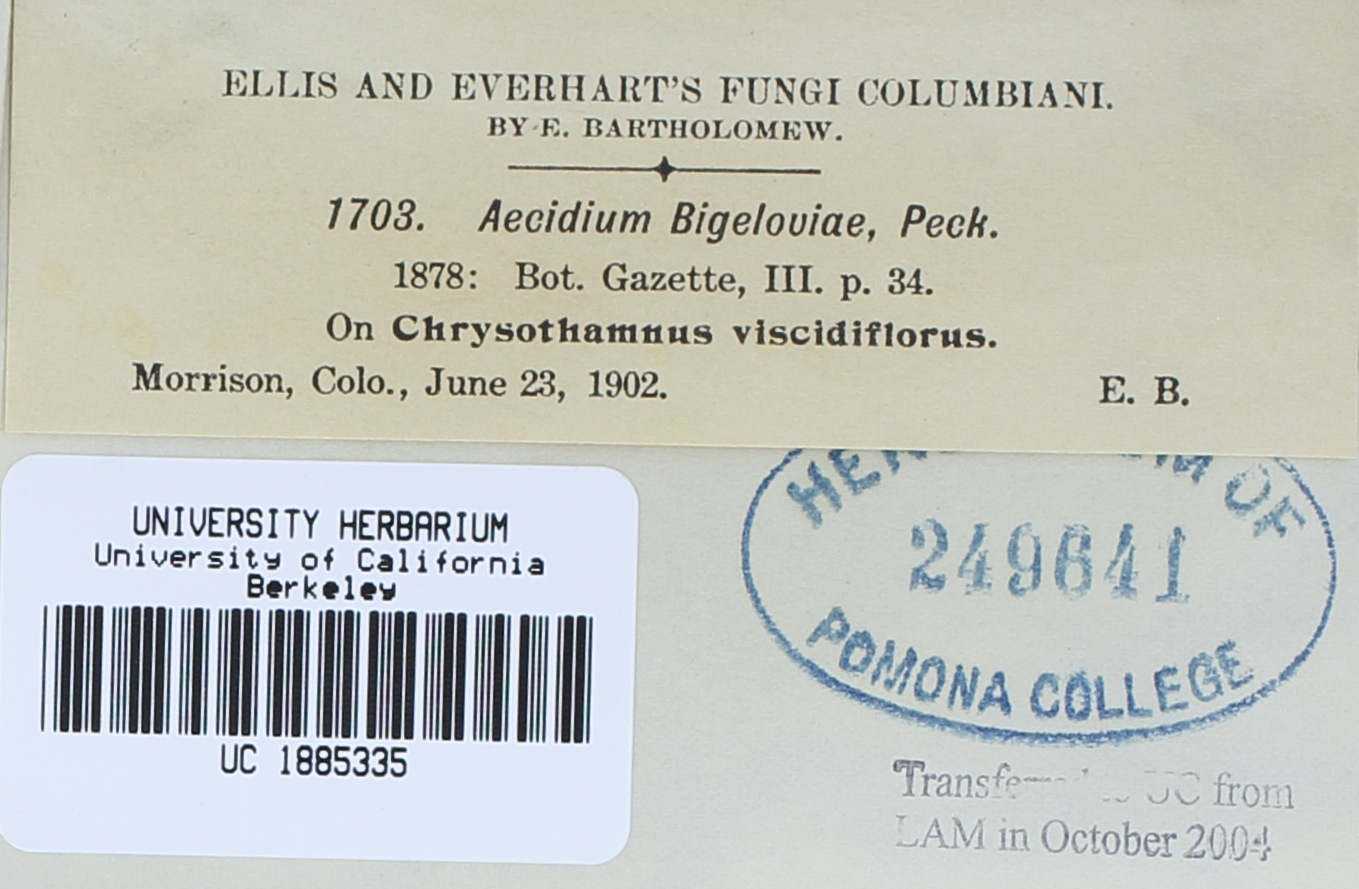 ELLIS AND EVERHART'S FUNGI COLUMBIANI.
BY E. BARTHOLOMEW.
1703. Aecidium Bigeloviae, Peck.
1878: Bot. Gazette, III. p. 34.
On Chrysothamnus viscidiflorus.
Morrison, Colo., June 23, 1902. E. B.
UNIVERSITY HERBARIUM
University of California
Berkeley
UC 1885335
OF
249641
POMONA COLLEGE
UC from
LAM in October 2004